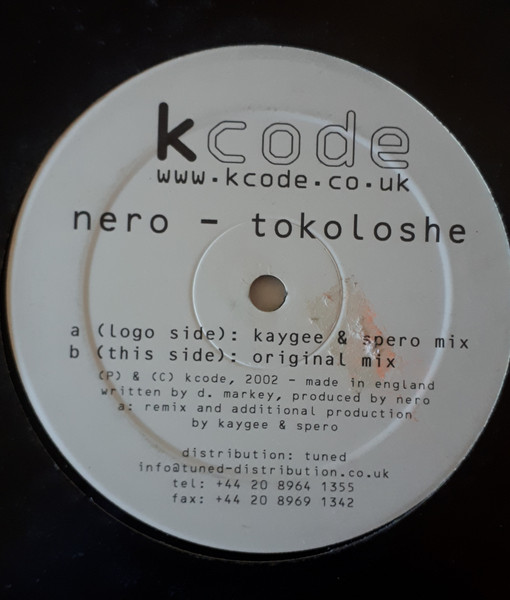 kcode
www.kcode.co.uk
nero - tokoloshe
a (logo side): kaygee & spero mix
b (this side): original mix
(P) & (C) kcode, 2002 - made in england
written by d. markey, produced by nero
a: remix and additional production
by kaygee & spero
distribution: tuned
info@tuned-distribution.co.uk
tel: +44 20 8964 1355
fax: +44 20 8969 1342